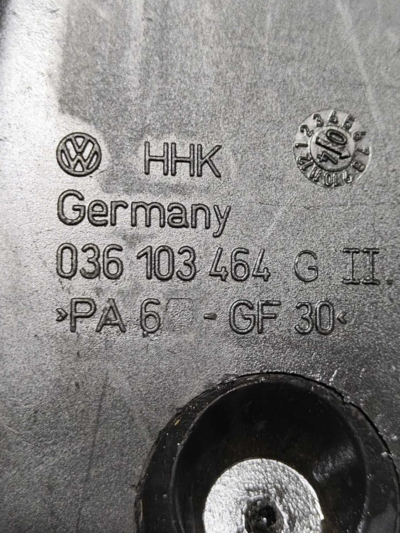 HHK
Germany
036 103 464 G II.
»PA 6 -GF 30«